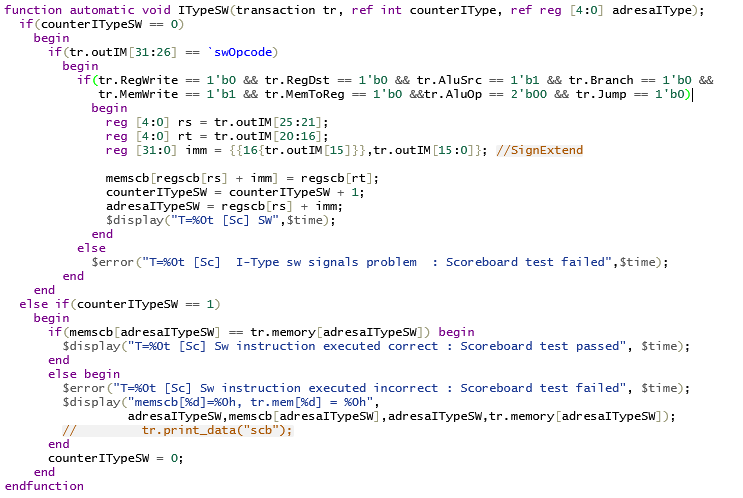 function automatic void ITypeSW(transaction tr, ref int counterIType, ref reg [4:0] adresaIType);
if(counterITypeSW == 0)
begin
if(tr.outIM[31:26] == `swOpcode)
begin
if(tr.RegWrite == 1'b0 && tr.RegDst == 1'b0 && tr.AluSrc == 1'b1 && tr.Branch == 1'b0 &&
tr.MemWrite == 1'b1 && tr.MemToReg == 1'b0 &&tr.AluOp == 2'b00 && tr.Jump == 1'b0)
begin
reg [4:0] rs = tr.outIM[25:21];
reg [4:0] rt = tr.outIM[20:16];
reg [31:0] imm = {{16{tr.outIM[15]}},tr.outIM[15:0]}; //SignExtend
memscb[regscb[rs] + imm] = regscb[rt];
counterITypeSW = counterITypeSW + 1;
adresaITypeSW = regscb[rs] + imm;
$display("T=%0t [Sc] SW",$time);
end
else
$error("T=%0t [Sc]  I-Type sw signals problem  : Scoreboard test failed",$time);
end
end
else if(counterITypeSW == 1)
begin
if(memscb[adresaITypeSW] == tr.memory[adresaITypeSW]) begin
$display("T=%0t [Sc] Sw instruction executed correct : Scoreboard test passed", $time);
end
else begin
$error("T=%0t [Sc] Sw instruction executed incorrect : Scoreboard test failed", $time);
$display("memscb[%d]=%0h, tr.mem[%d] = %0h",
adresaITypeSW,memscb[adresaITypeSW],adresaITypeSW,tr.memory[adresaITypeSW]);
// tr.print_data("scb");
end
counterITypeSW = 0;
end
endfunction